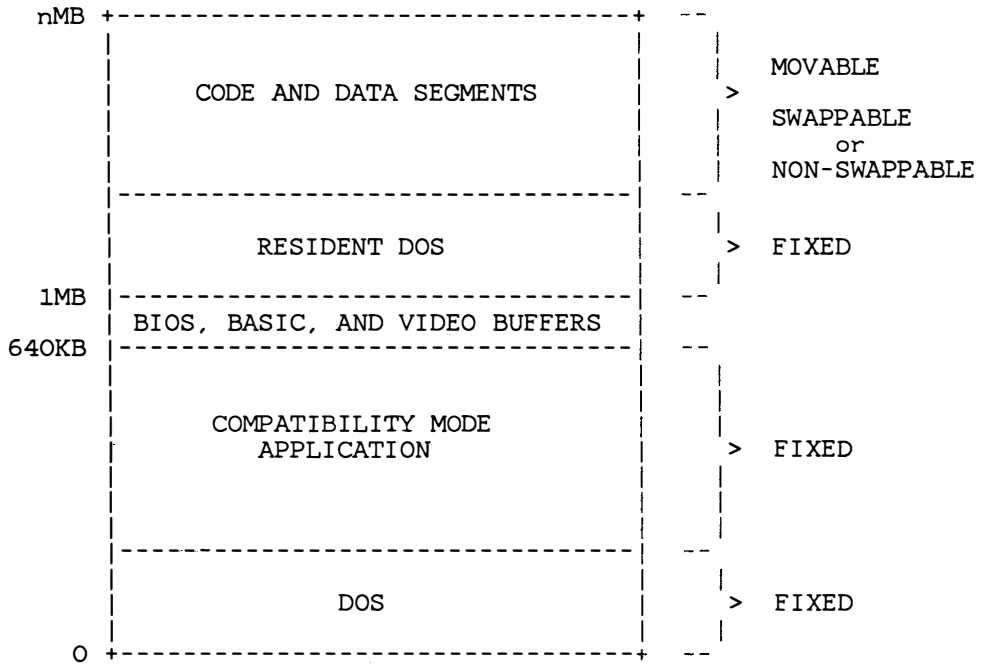 nMB
CODE AND DATA SEGMENTS
> MOVABLE
SWAPPABLE
or
NON-SWAPPABLE
RESIDENT DOS > FIXED
1MB
BIOS, BASIC, AND VIDEO BUFFERS
640KB
COMPATIBILITY MODE
APPLICATION > FIXED
DOS > FIXED
0